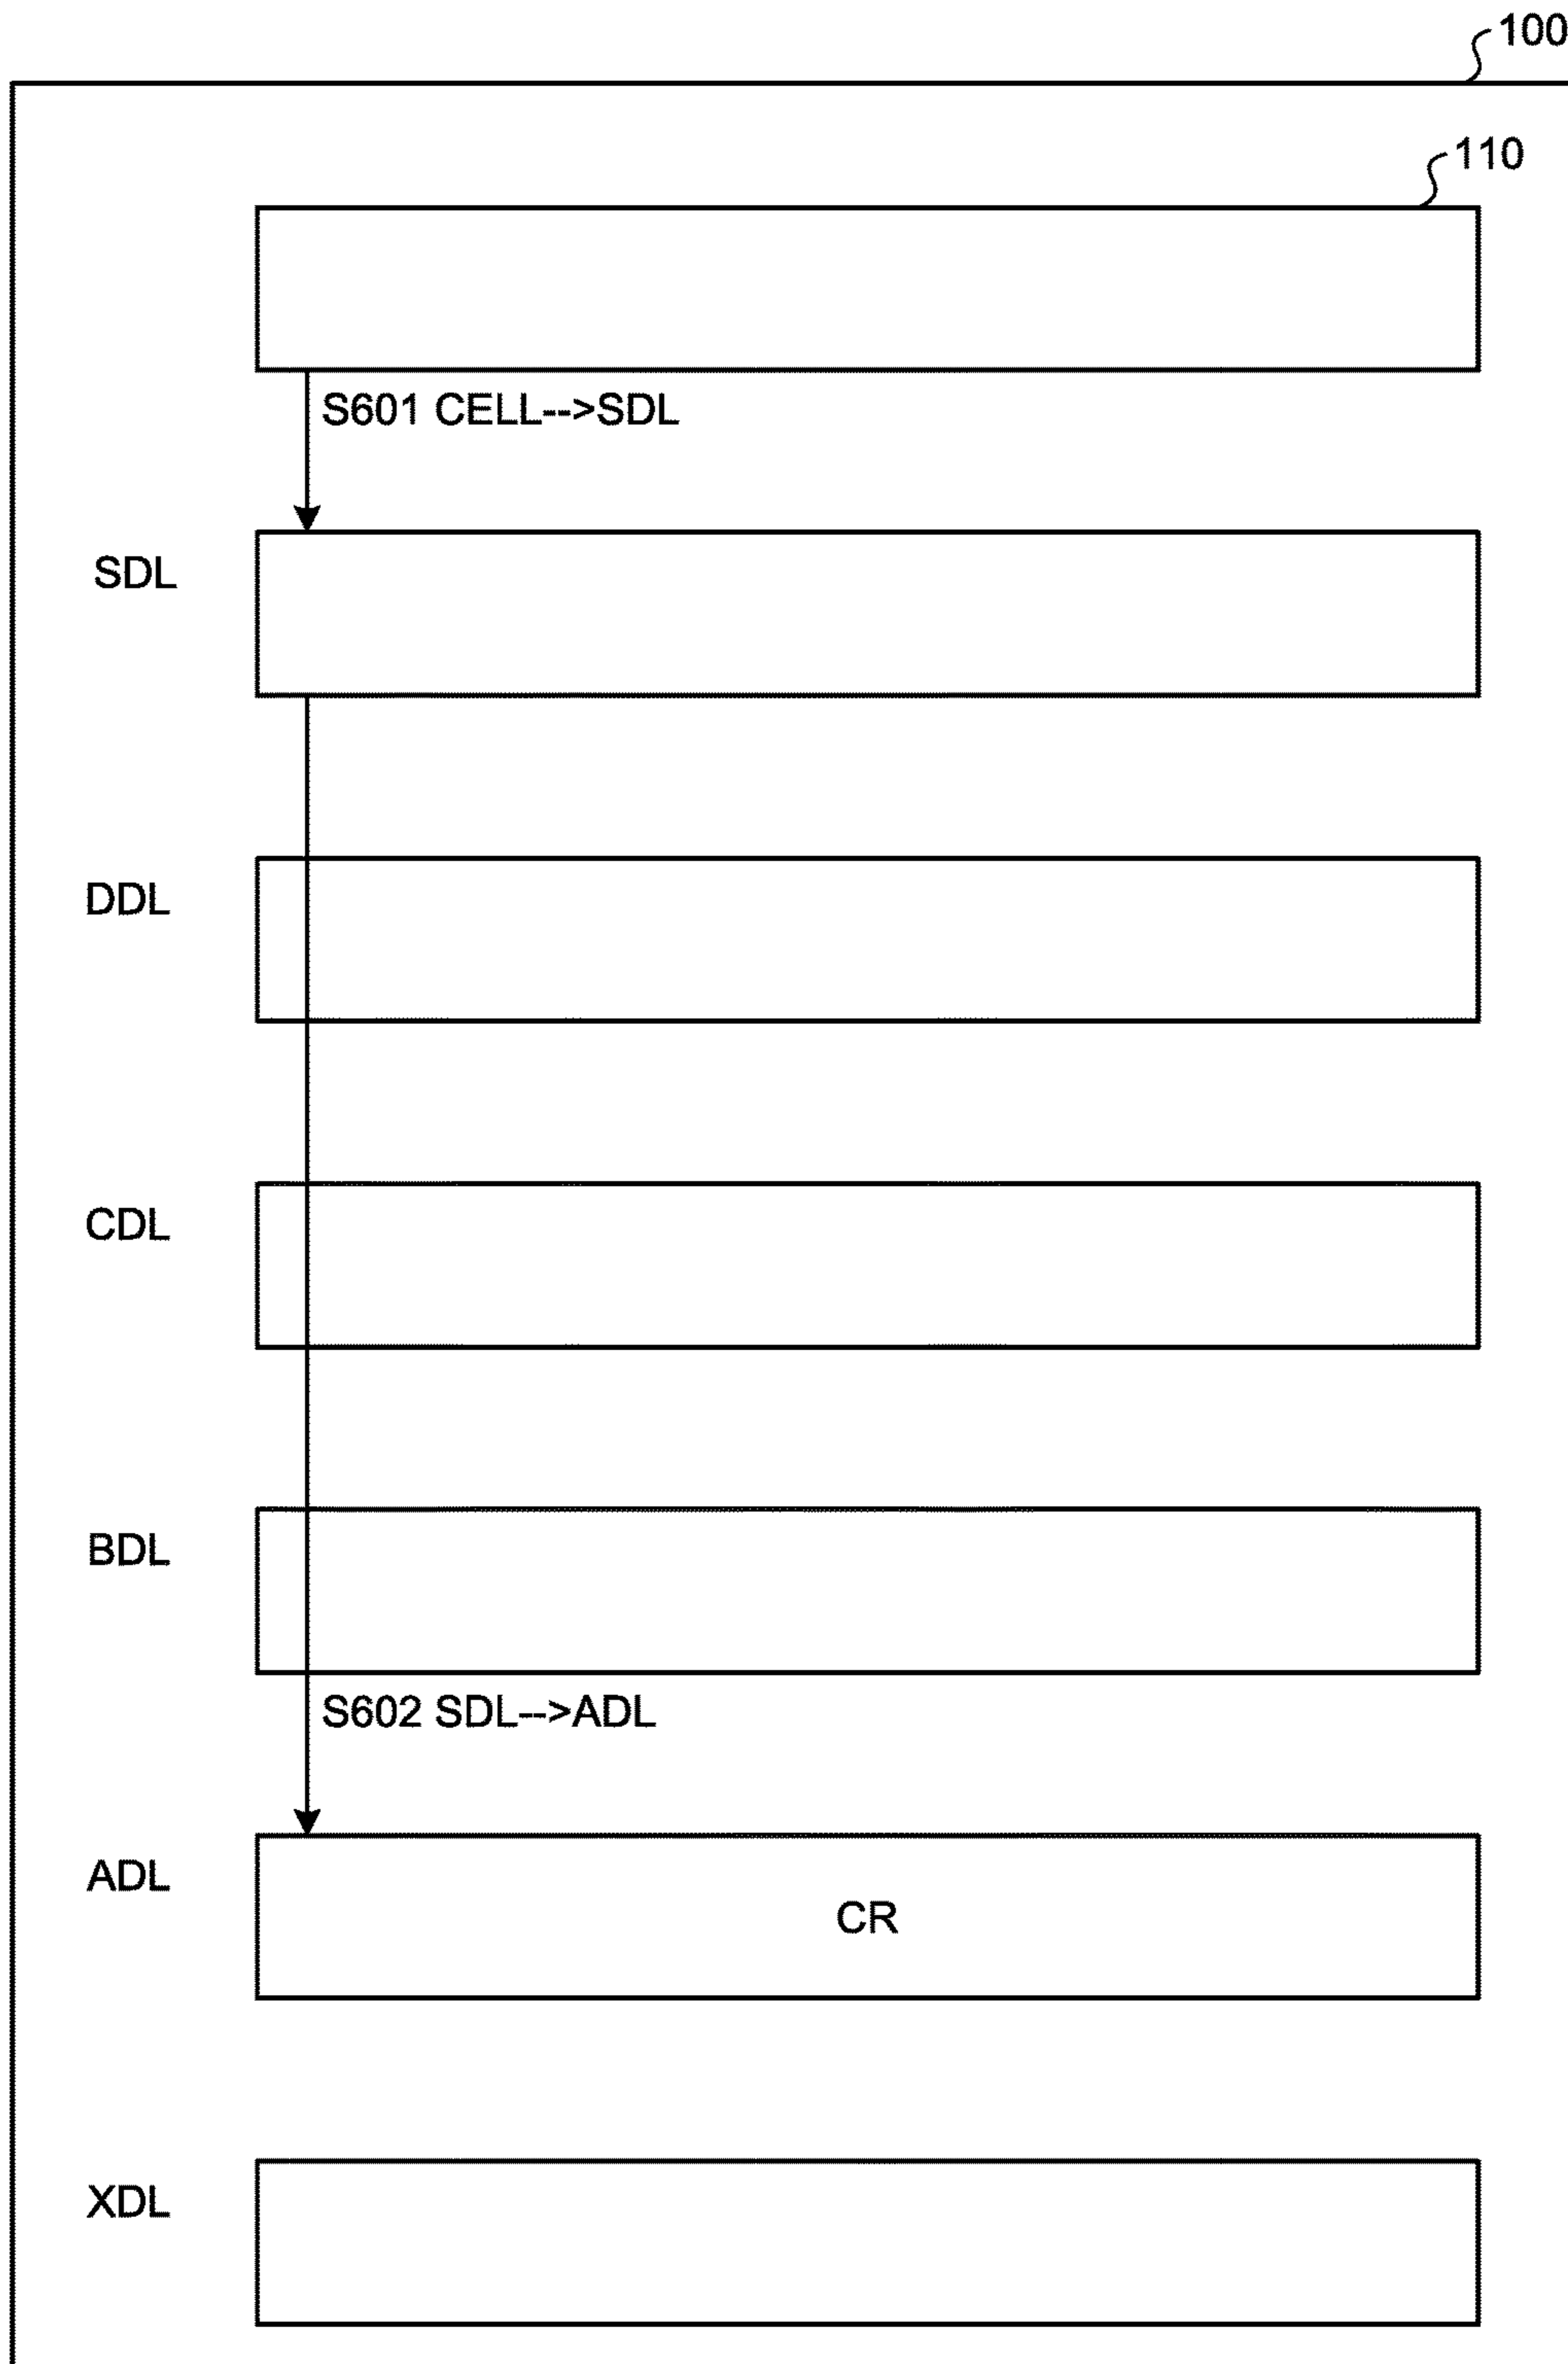 100
110
S601 CELL-->SDL
SDL
DDL
CDL
BDL
S602 SDL-->ADL
ADL
CR
XDL